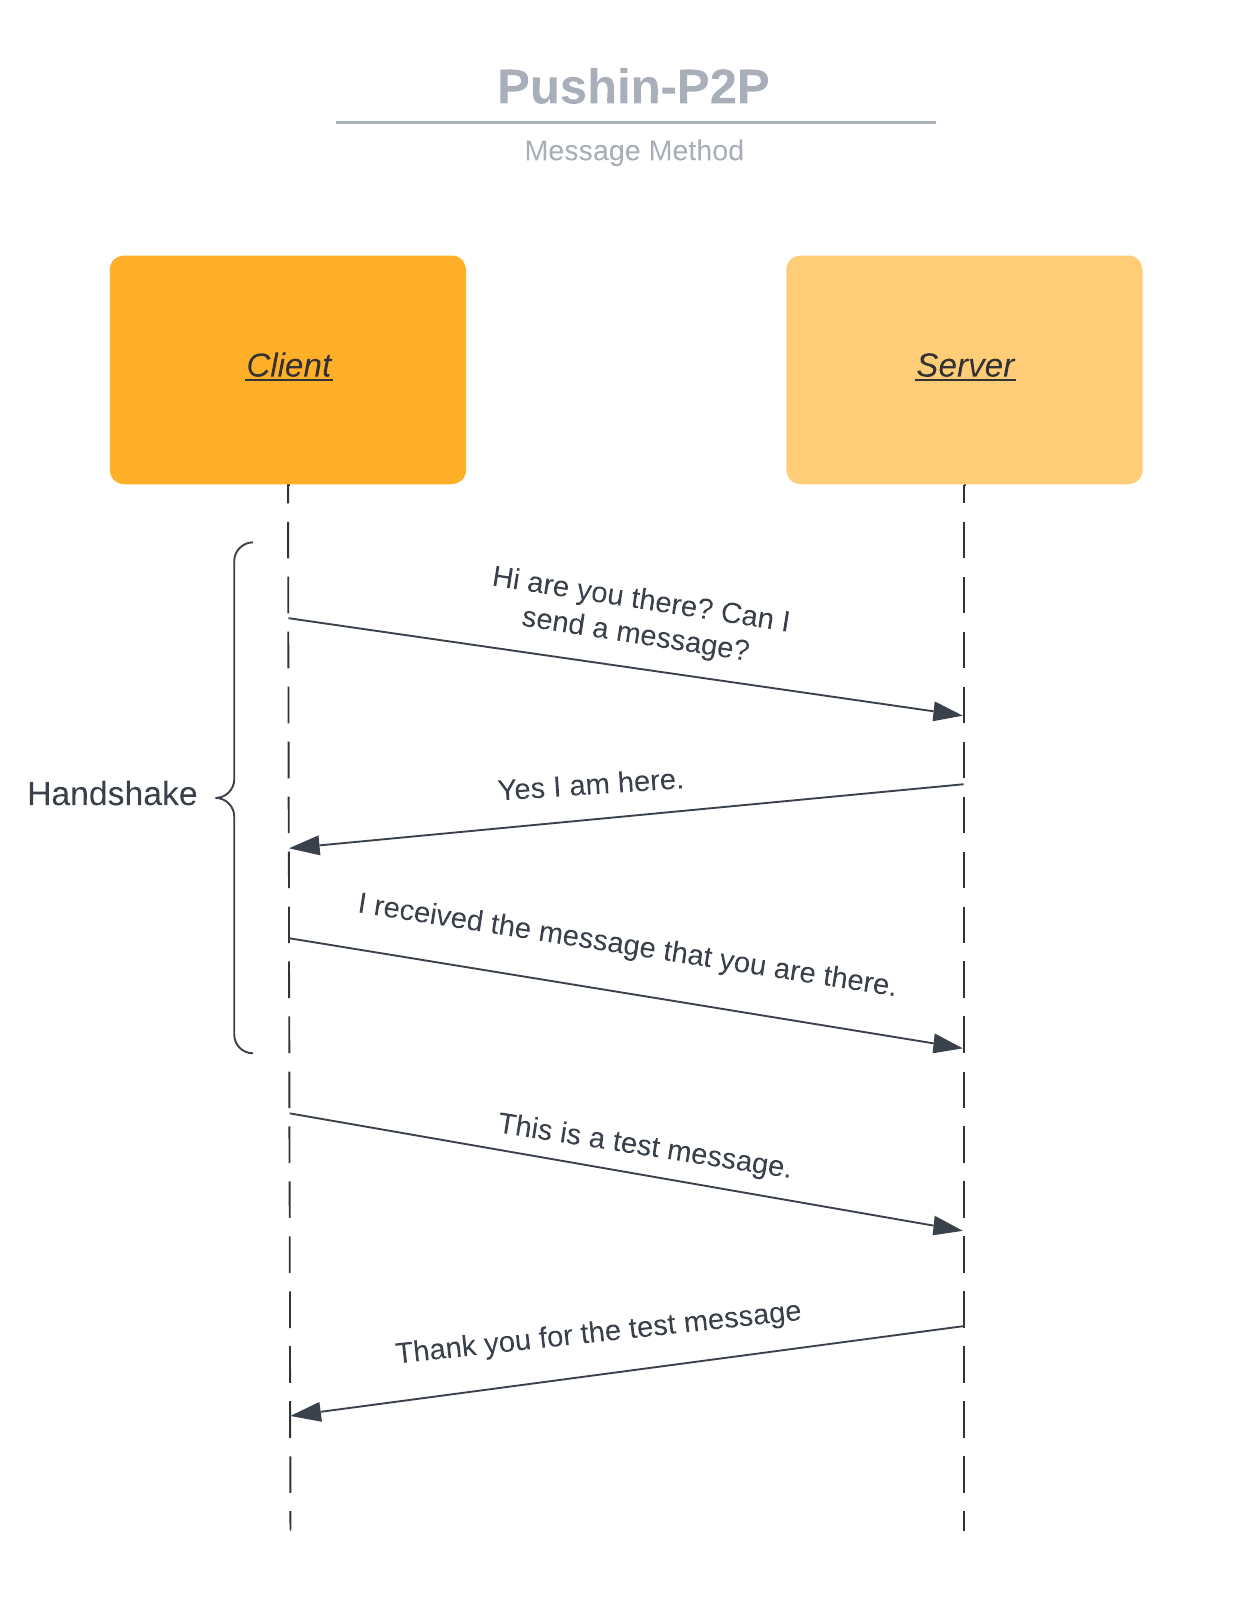 Pushin-P2P
Message Method
Client
Server
Hi are you there? Can I
send a message?
Yes I am here.
Handshake
I received the message that you are there.
This is a test message.
Thank you for the test message